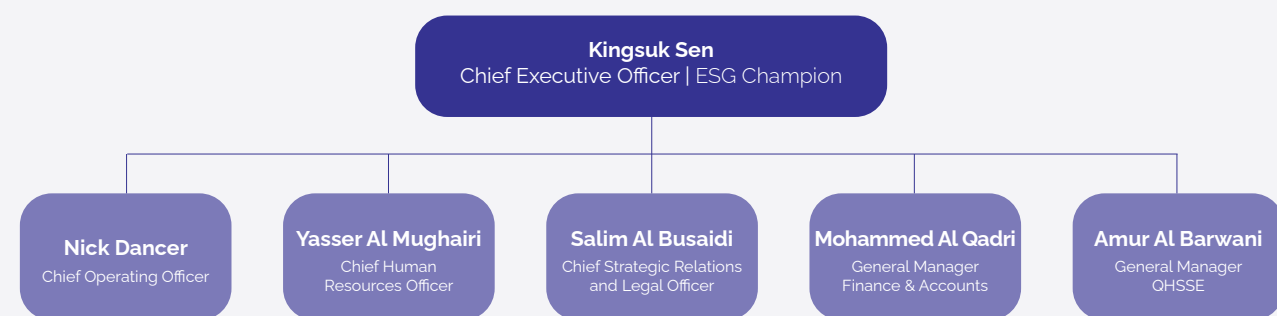 Kingsuk Sen
Chief Executive Officer | ESG Champion
Nick Dancer
Chief Operating Officer
Yasser Al Mughairi
Chief Human
Resources Officer
Salim Al Busaidi
Chief Strategic Relations
and Legal Officer
Mohammed Al Qadri
General Manager
Finance & Accounts
Amur Al Barwani
General Manager
QHSSE